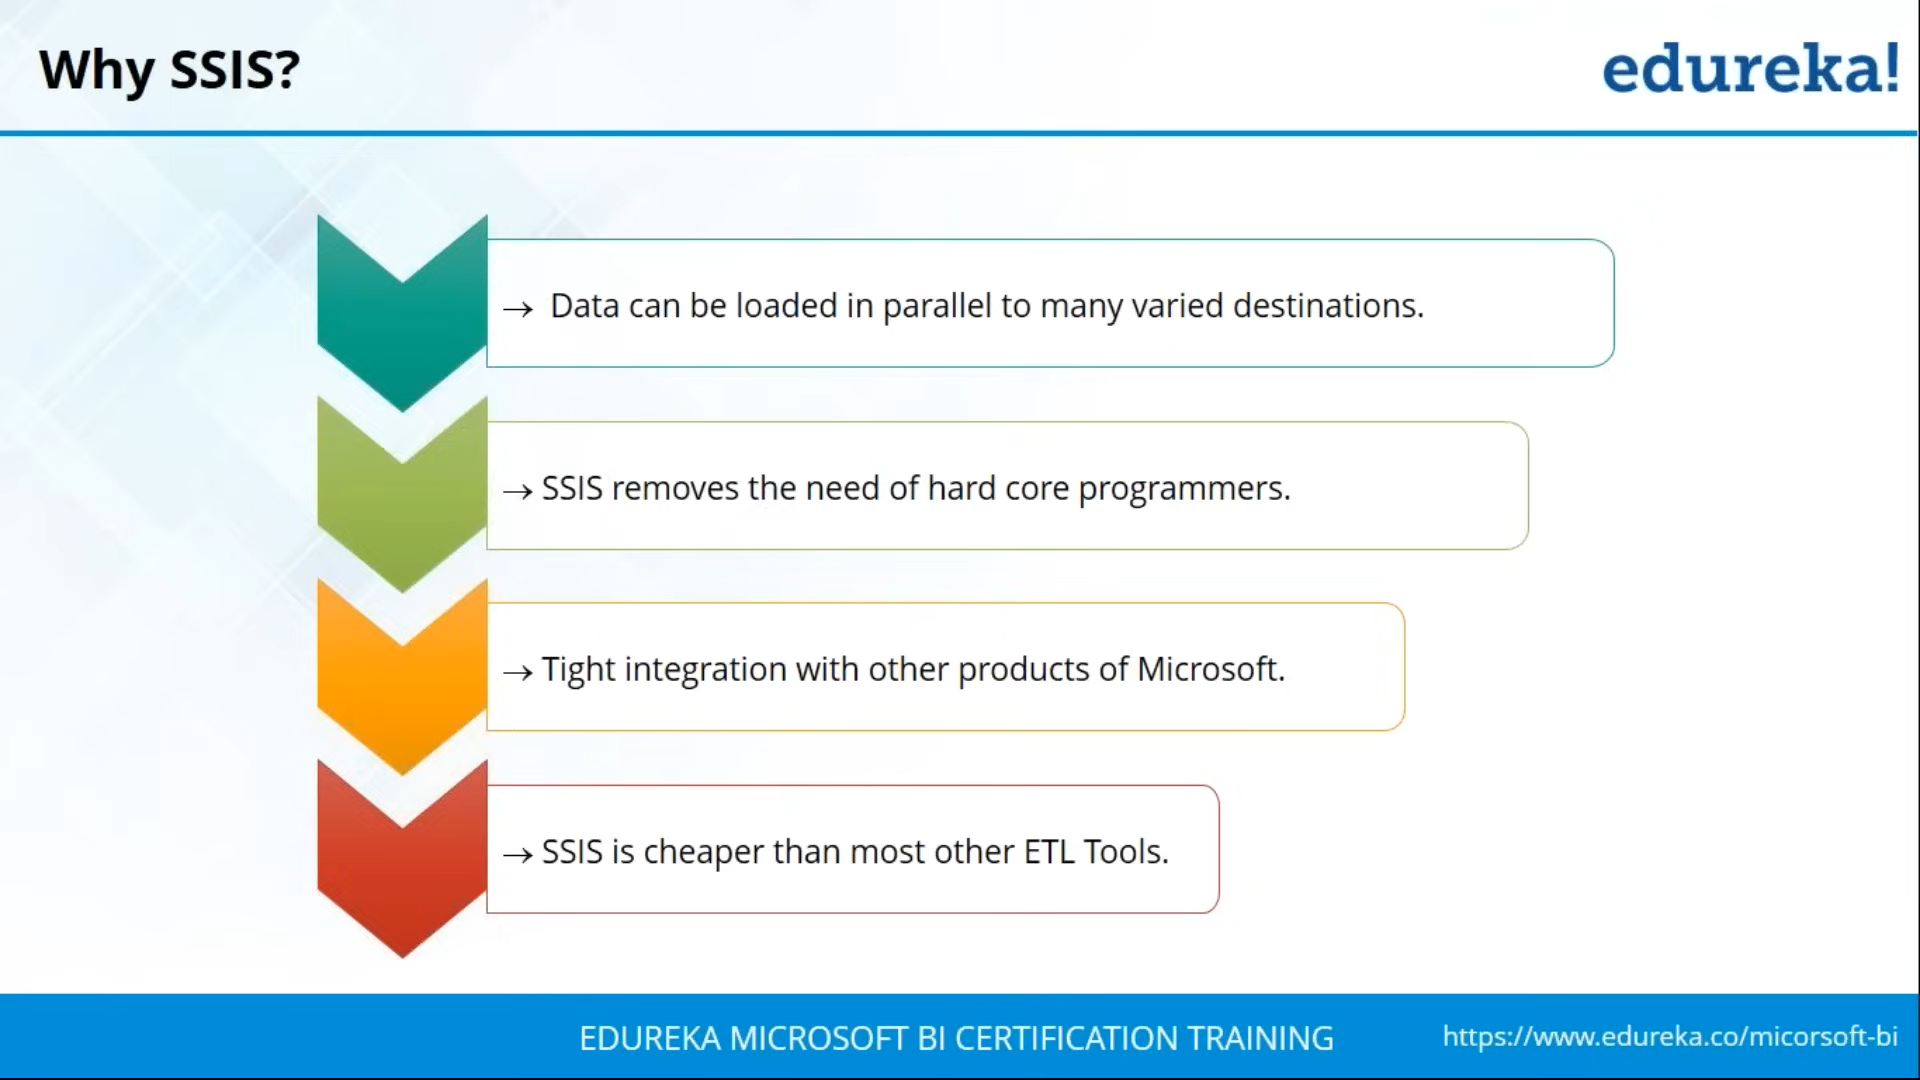 Why SSIS?
edureka!
→ Data can be loaded in parallel to many varied destinations.
→ SSIS removes the need of hard core programmers.
→ Tight integration with other products of Microsoft.
→ SSIS is cheaper than most other ETL Tools.
EDUREKA MICROSOFT BI CERTIFICATION TRAINING
https://www.edureka.co/micorsoft-bi